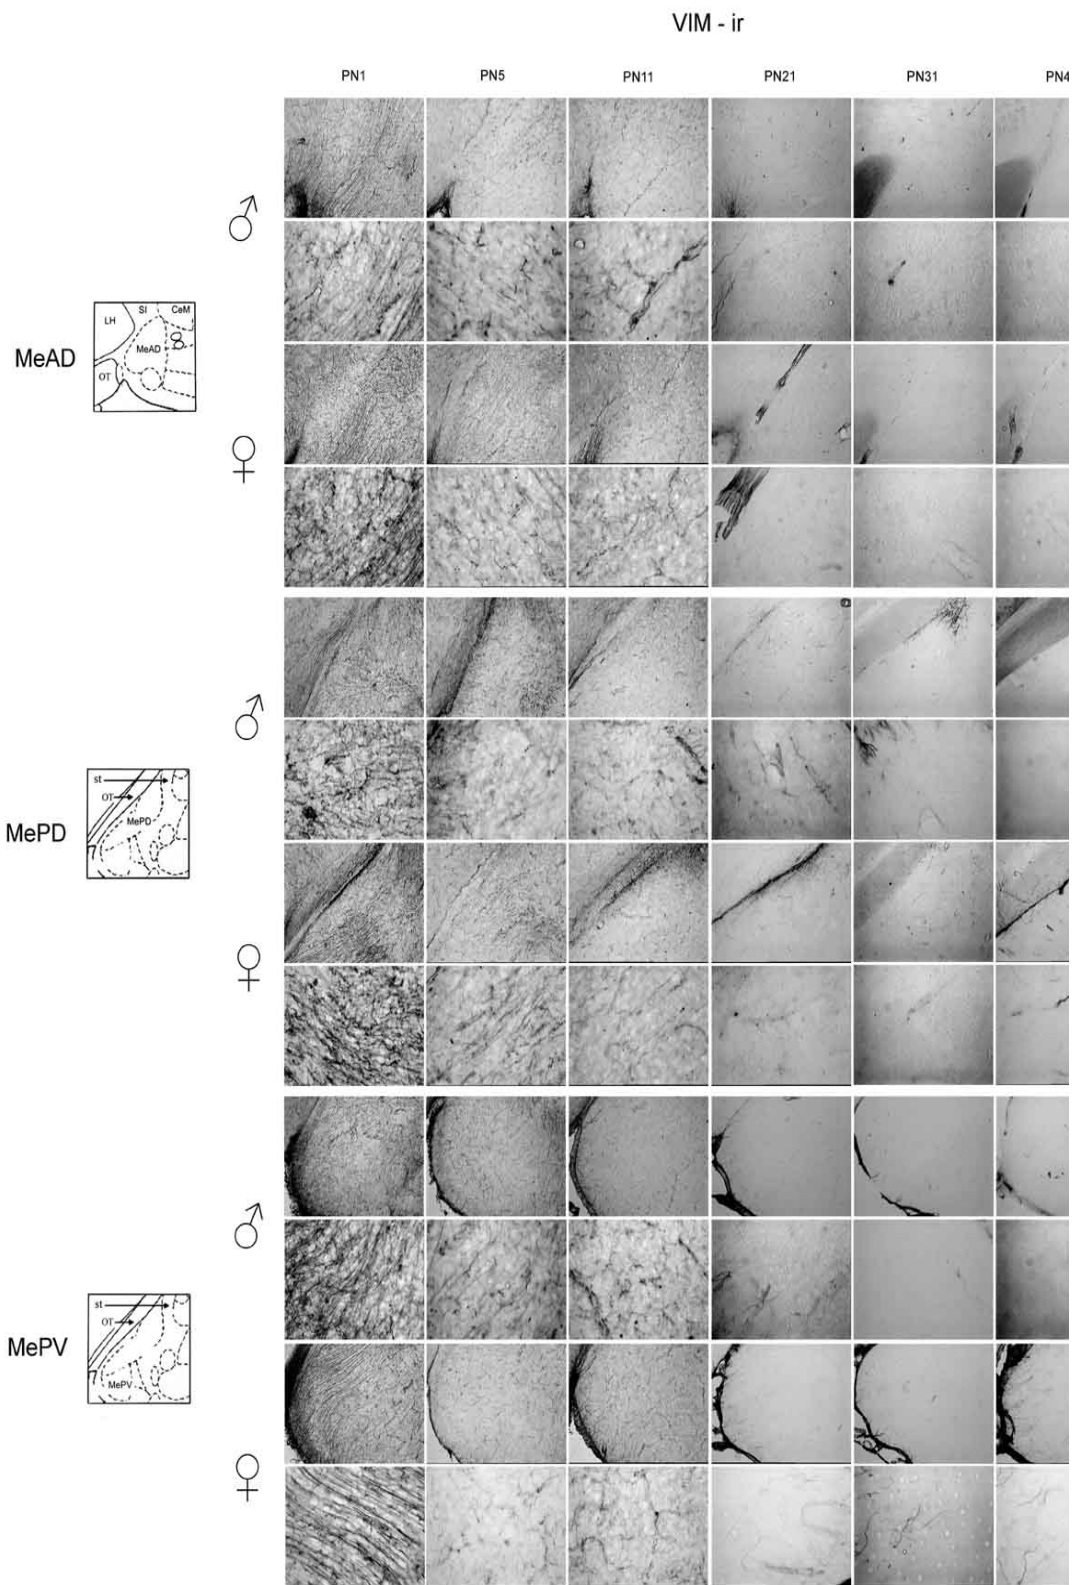 VIM - ir
PN1 PN5 PN11 PN21 PN31 PN4
♂
LH SI CeM
MeAD
OT
MeAD
♀
♂
st
OT
MePD
MePD
♀
♂
st
OT
MePV
MePV
♀